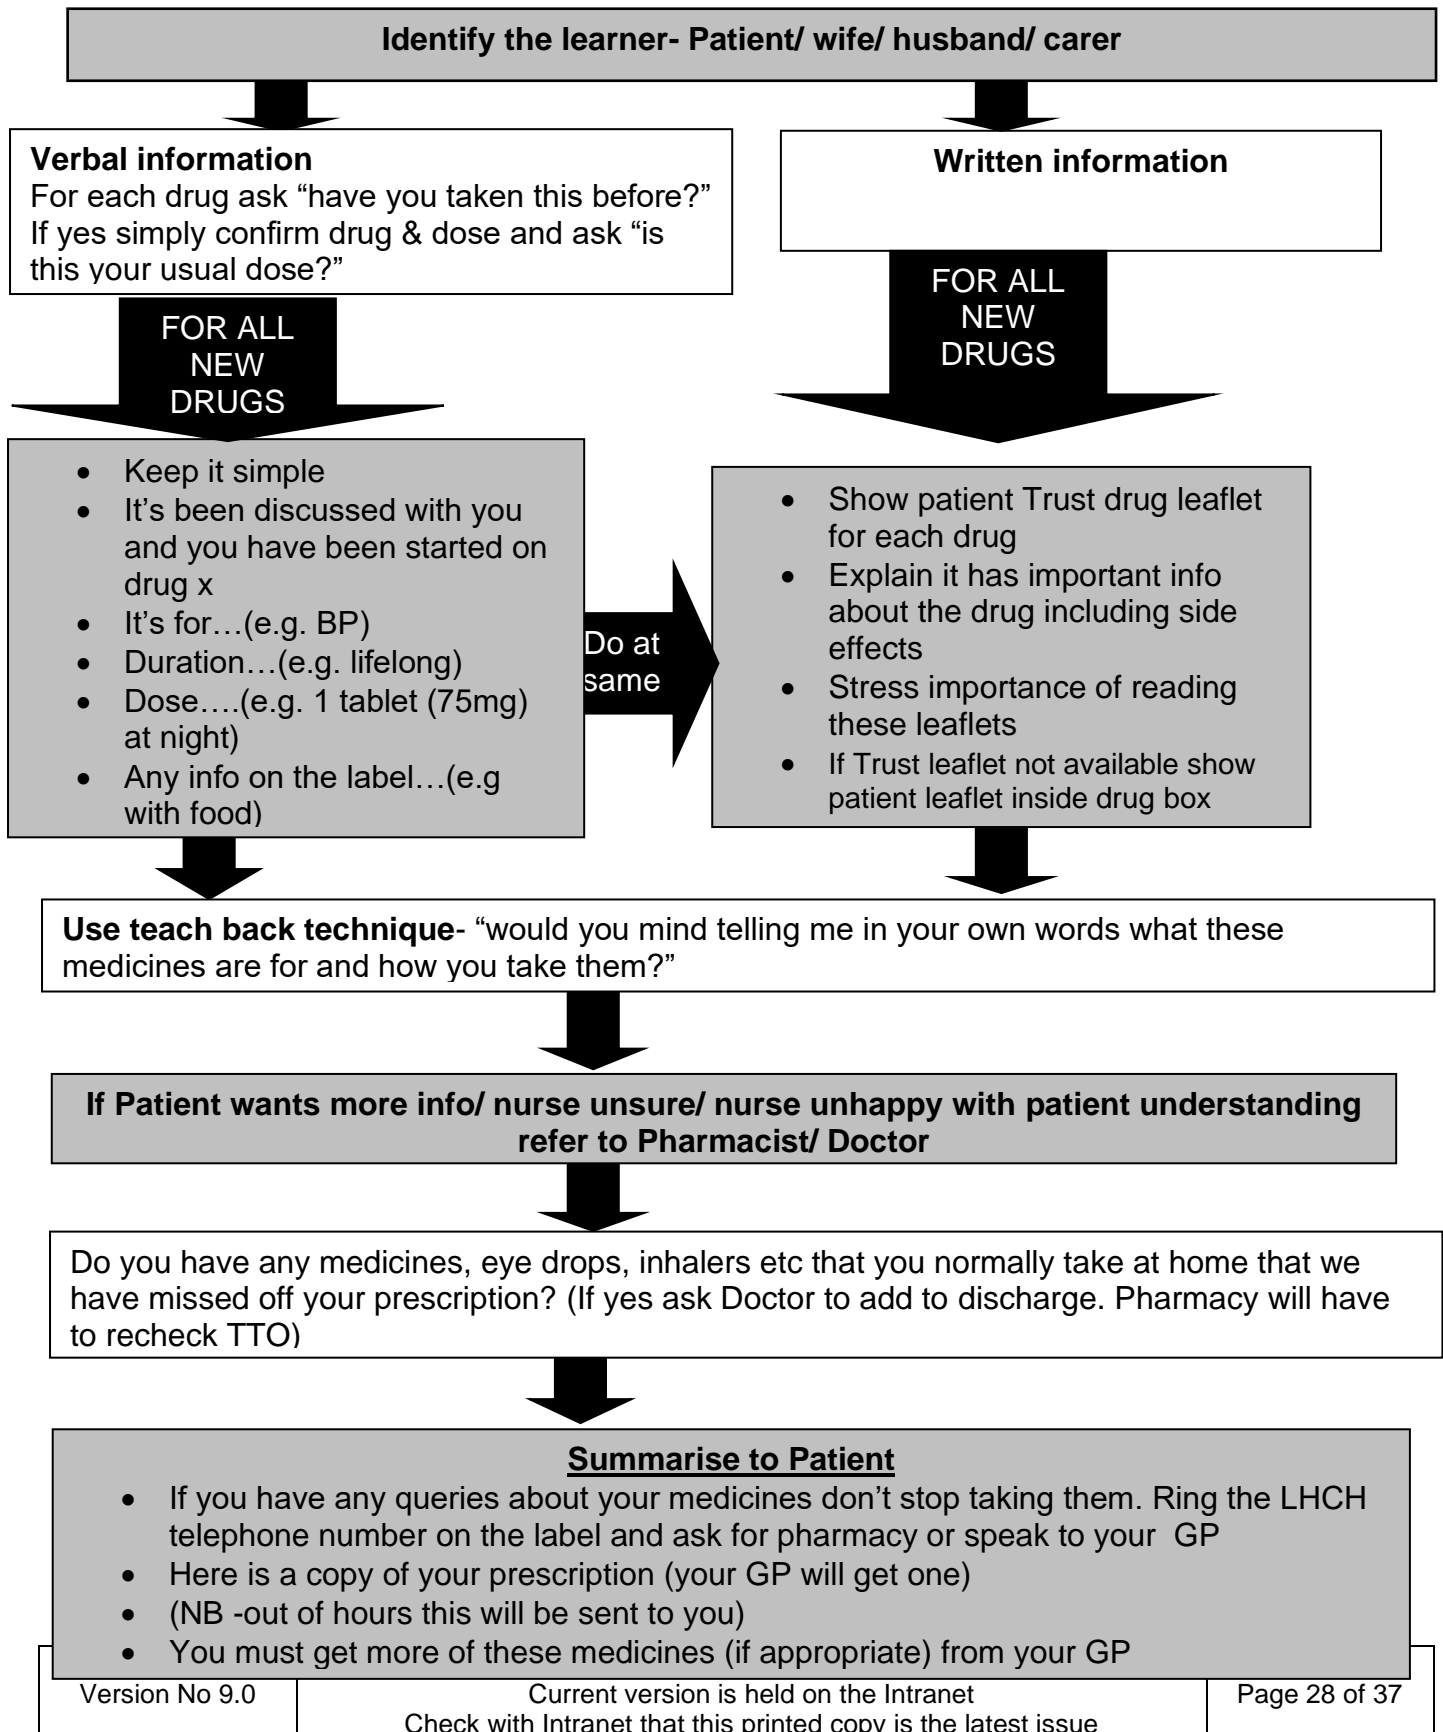 Identify the learner- Patient/ wife/ husband/ carer
Verbal information
For each drug ask “have you taken this before?”
If yes simply confirm drug & dose and ask “is
this your usual dose?”
Written information
FOR ALL
NEW
DRUGS
FOR ALL
NEW
DRUGS
• Keep it simple
• It’s been discussed with you
and you have been started on
drug x
• It’s for…(e.g. BP)
• Duration…(e.g. lifelong)
• Dose….(e.g. 1 tablet (75mg)
at night)
• Any info on the label…(e.g
with food)
Do at
same
• Show patient Trust drug leaflet
for each drug
• Explain it has important info
about the drug including side
effects
• Stress importance of reading
these leaflets
• If Trust leaflet not available show
patient leaflet inside drug box
Use teach back technique- “would you mind telling me in your own words what these
medicines are for and how you take them?”
If Patient wants more info/ nurse unsure/ nurse unhappy with patient understanding
refer to Pharmacist/ Doctor
Do you have any medicines, eye drops, inhalers etc that you normally take at home that we
have missed off your prescription? (If yes ask Doctor to add to discharge. Pharmacy will have
to recheck TTO)
Summarise to Patient
• If you have any queries about your medicines don’t stop taking them. Ring the LHCH
telephone number on the label and ask for pharmacy or speak to your GP
• Here is a copy of your prescription (your GP will get one)
• (NB -out of hours this will be sent to you)
• You must get more of these medicines (if appropriate) from your GP
Version No 9.0
Current version is held on the Intranet
Check with Intranet that this printed copy is the latest issue
Page 28 of 37